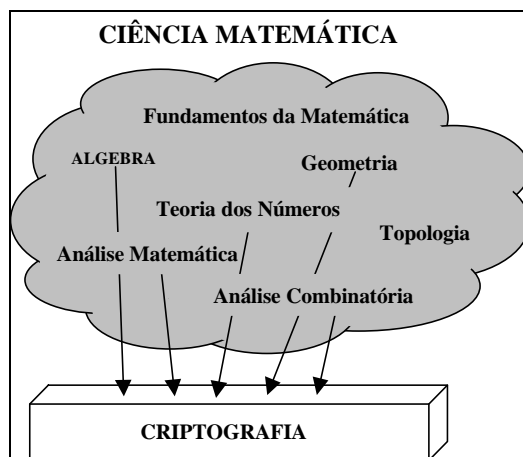 CIÊNCIA MATEMÁTICA
Fundamentos da Matemática
ALGEBRA
Geometria
Teoria dos Números
Topologia
Análise Matemática
Análise Combinatória
CRIPTOGRAFIA